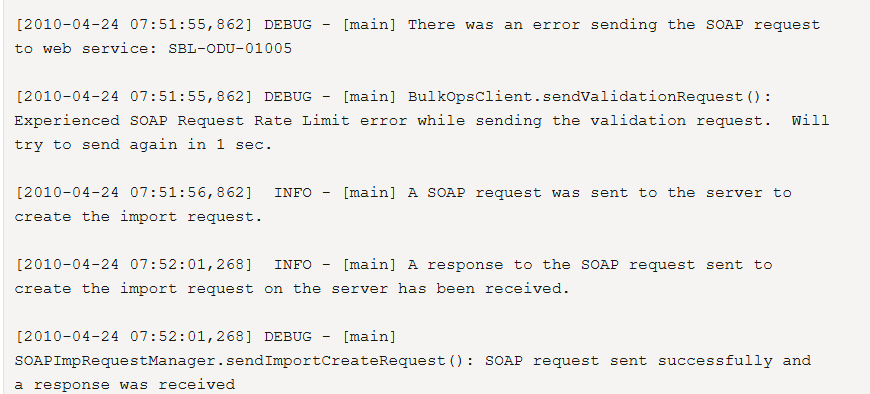 [2010-04-24 07:51:55,862] DEBUG - [main] There was an error sending the SOAP request
to web service: SBL-ODU-01005
[2010-04-24 07:51:55,862] DEBUG - [main] BulkOpsClient.sendValidationRequest():
Experienced SOAP Request Rate Limit error while sending the validation request.  Will
try to send again in 1 sec.
[2010-04-24 07:51:56,862]  INFO - [main] A SOAP request was sent to the server to
create the import request.
[2010-04-24 07:52:01,268]  INFO - [main] A response to the SOAP request sent to
create the import request on the server has been received.
[2010-04-24 07:52:01,268] DEBUG - [main]
SOAPImpRequestManager.sendImportCreateRequest(): SOAP request sent successfully and
a response was received